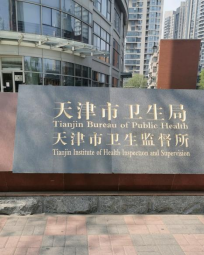 天津市卫生局
Tianjin Bureau of Public Health
天津市卫生监督所
Tianjin Institute of Health Inspection and Supervision